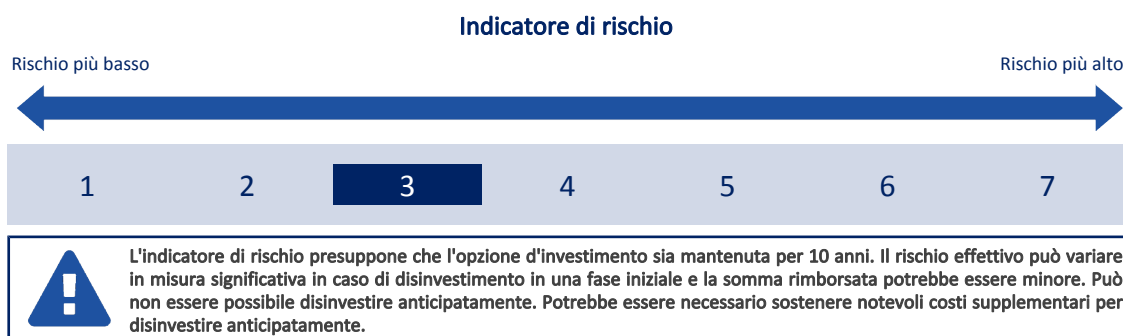 Indicatore di rischio
Rischio più basso
Rischio più alto
1 2 3 4 5 6 7
L'indicatore di rischio presuppone che l'opzione d'investimento sia mantenuta per 10 anni. Il rischio effettivo può variare
in misura significativa in caso di disinvestimento in una fase iniziale e la somma rimborsata potrebbe essere minore. Può
non essere possibile disinvestire anticipatamente. Potrebbe essere necessario sostenere notevoli costi supplementari per
disinvestire anticipatamente.